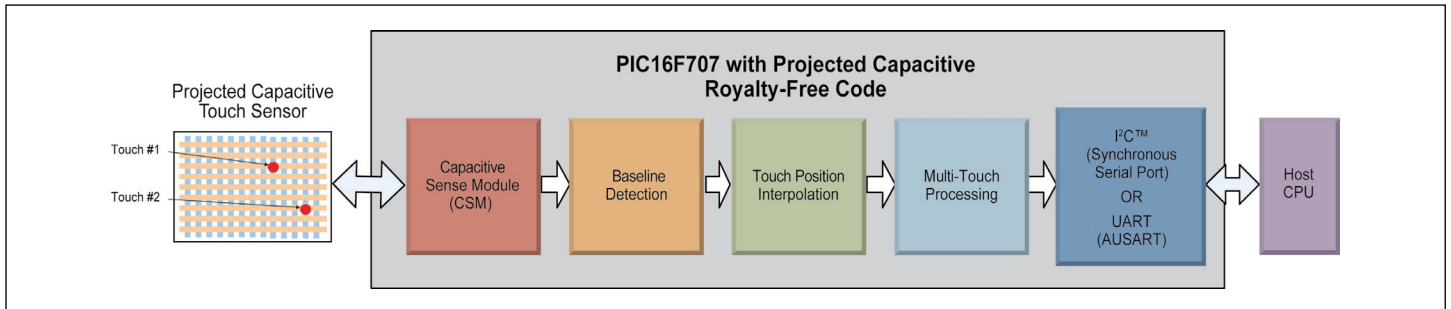 PIC16F707 with Projected Capacitive
Royalty-Free Code
Projected Capacitive
Touch Sensor
Touch #1
Touch #2
Capacitive
Sense Module
(CSM)
Baseline
Detection
Touch Position
Interpolation
Multi-Touch
Processing
I²C™
(Synchronous
Serial Port)
OR
UART
(AUSART)
Host
CPU